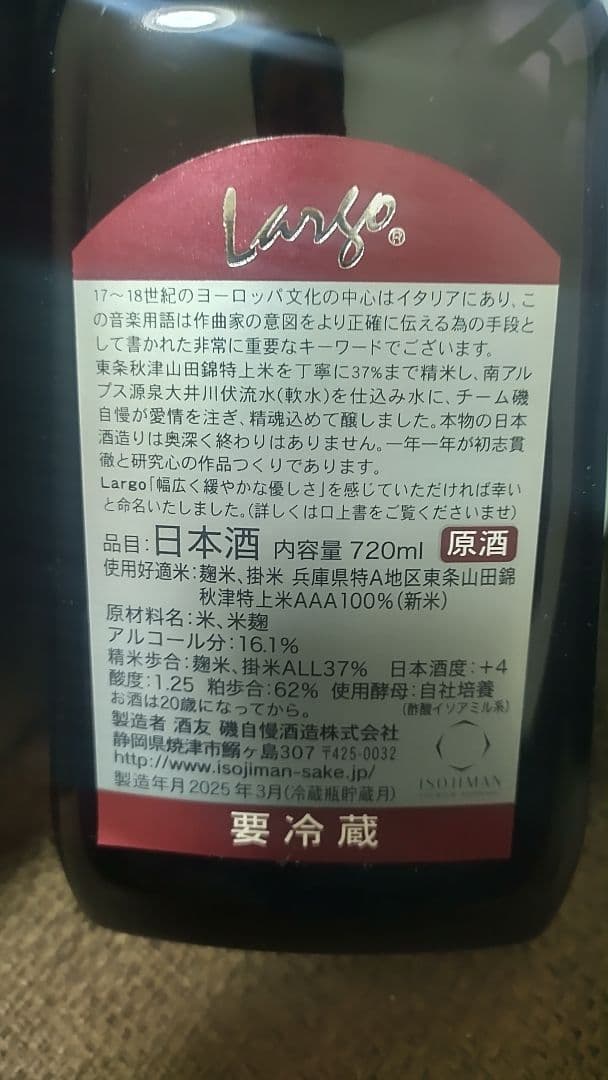 Largo®
17～18世紀のヨーロッパ文化の中心はイタリアにあり、こ
の音楽用語は作曲家の意図をより正確に伝える為の手段と
して書かれた非常に重要なキーワードでございます。
東条秋津山田錦特上米を丁寧に37%まで精米し、南アル
プス源泉大井川伏流水(軟水)を仕込み水に、チーム磯
自慢が愛情を注ぎ、精魂込めて醸しました。本物の日本
酒造りは奥深く終わりはありません。一年一年が初志貫
徹と研究心の作品つくりであります。
Largo「幅広く緩やかな優しさ」を感じていただければ幸い
と命名いたしました。(詳しくは口上書をご覧くださいませ)
品目:日本酒 内容量 720ml 原酒
使用好適米:麹米、掛米 兵庫県特A地区東条山田錦
秋津特上米AAA100%(新米)
原材料名:米、米麹
アルコール分:16.1%
精米歩合:麹米、掛米ALL37% 日本酒度:+4
酸度:1.25 粕歩合:62% 使用酵母:自社培養
(酢酸イソアミル系)
お酒は20歳になってから。
製造者 酒友 磯自慢酒造株式会社
静岡県焼津市鰯ヶ島307 〒425-0032
http://www.isojiman-sake.jp/
ISOJIMAN
製造年月2025年3月(冷蔵瓶貯蔵月)
要冷蔵